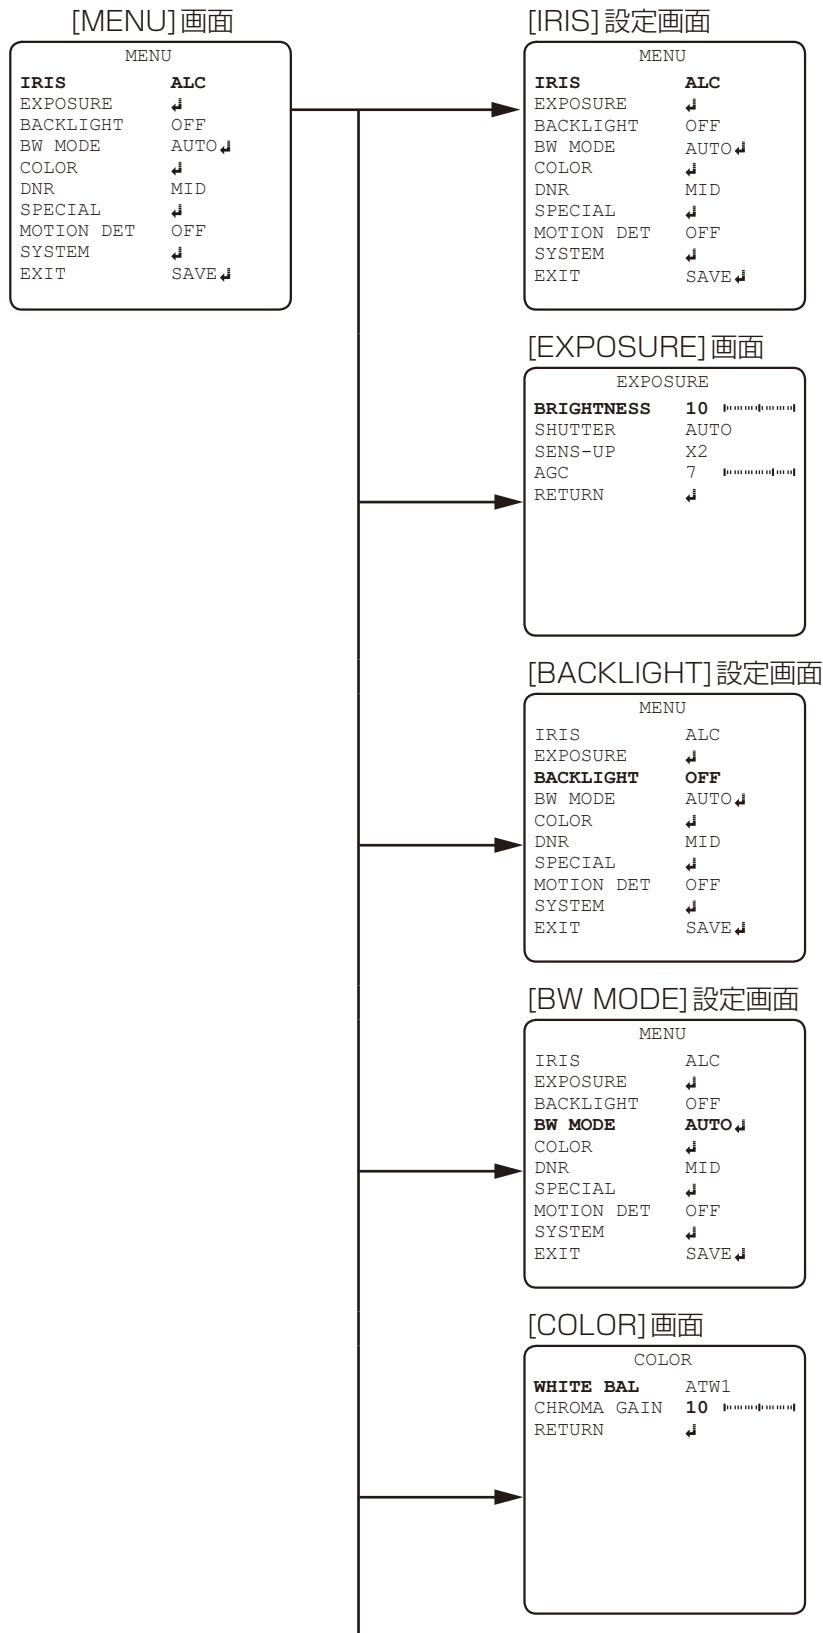 [MENU]画面
MENU
IRIS ALC
EXPOSURE ↲
BACKLIGHT OFF
BW MODE AUTO↲
COLOR ↲
DNR MID
SPECIAL ↲
MOTION DET OFF
SYSTEM ↲
EXIT SAVE↲
[IRIS]設定画面
MENU
IRIS ALC
EXPOSURE ↲
BACKLIGHT OFF
BW MODE AUTO↲
COLOR ↲
DNR MID
SPECIAL ↲
MOTION DET OFF
SYSTEM ↲
EXIT SAVE↲
[EXPOSURE]画面
EXPOSURE
BRIGHTNESS 10
SHUTTER AUTO
SENS-UP X2
AGC 7
RETURN ↲
[BACKLIGHT]設定画面
MENU
IRIS ALC
EXPOSURE ↲
BACKLIGHT OFF
BW MODE AUTO↲
COLOR ↲
DNR MID
SPECIAL ↲
MOTION DET OFF
SYSTEM ↲
EXIT SAVE↲
[BW MODE]設定画面
MENU
IRIS ALC
EXPOSURE ↲
BACKLIGHT OFF
BW MODE AUTO↲
COLOR ↲
DNR MID
SPECIAL ↲
MOTION DET OFF
SYSTEM ↲
EXIT SAVE↲
[COLOR]画面
COLOR
WHITE BAL ATW1
CHROMA GAIN 10
RETURN ↲